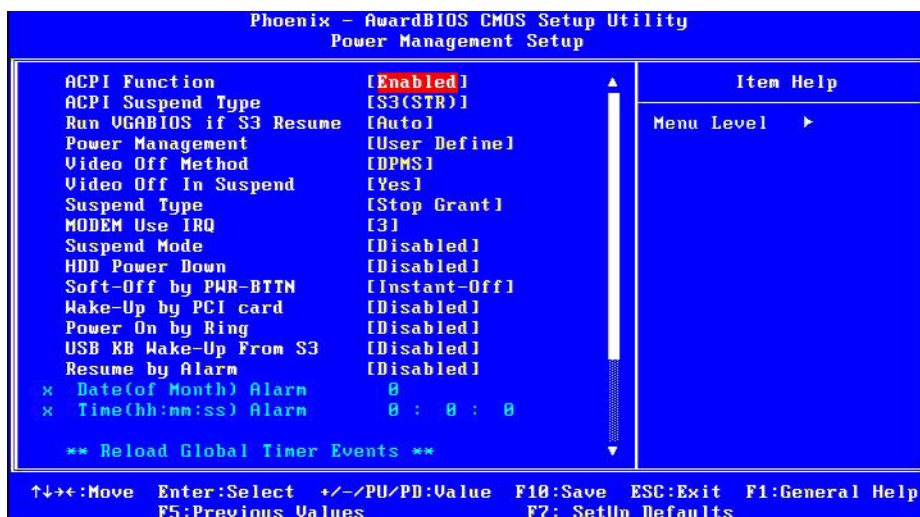 Phoenix - AwardBIOS CMOS Setup Utility
Power Management Setup
ACPI Function [Enabled]
ACPI Suspend Type [S3(STR)]
Run VGABIOS if S3 Resume [Auto]
Power Management [User Define]
Video Off Method [DPMS]
Video Off In Suspend [Yes]
Suspend Type [Stop Grant]
MODEM Use IRQ [3]
Suspend Mode [Disabled]
HDD Power Down [Disabled]
Soft-Off by PWR-BTTN [Instant-Off]
Wake-Up by PCI card [Disabled]
Power On by Ring [Disabled]
USB KB Wake-Up From S3 [Disabled]
Resume by Alarm [Disabled]
x Date(of Month) Alarm 0
x Time(hh:mm:ss) Alarm 0 : 0 : 0
** Reload Global Timer Events **
Item Help
Menu Level ►
↑↓→←:Move Enter:Select +/-/PU/PD:Value F10:Save ESC:Exit F1:General Help
F5:Previous Values F7: SetUp Defaults